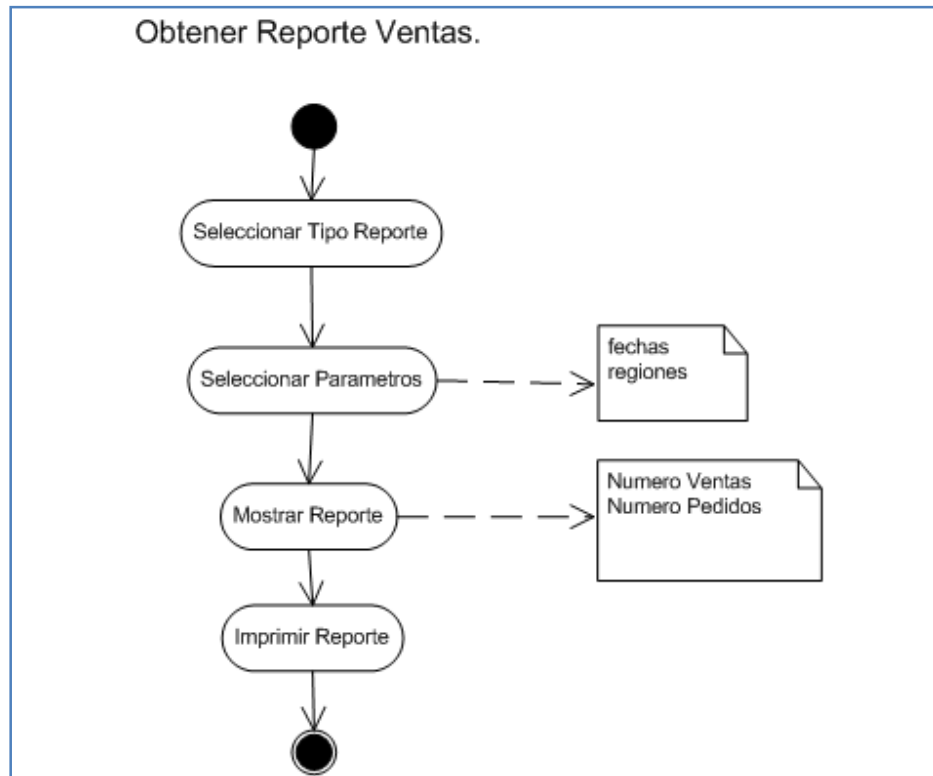 Obtener Reporte Ventas.
Seleccionar Tipo Reporte
Seleccionar Parametros
fechas
regiones
Mostrar Reporte
Numero Ventas
Numero Pedidos
Imprimir Reporte